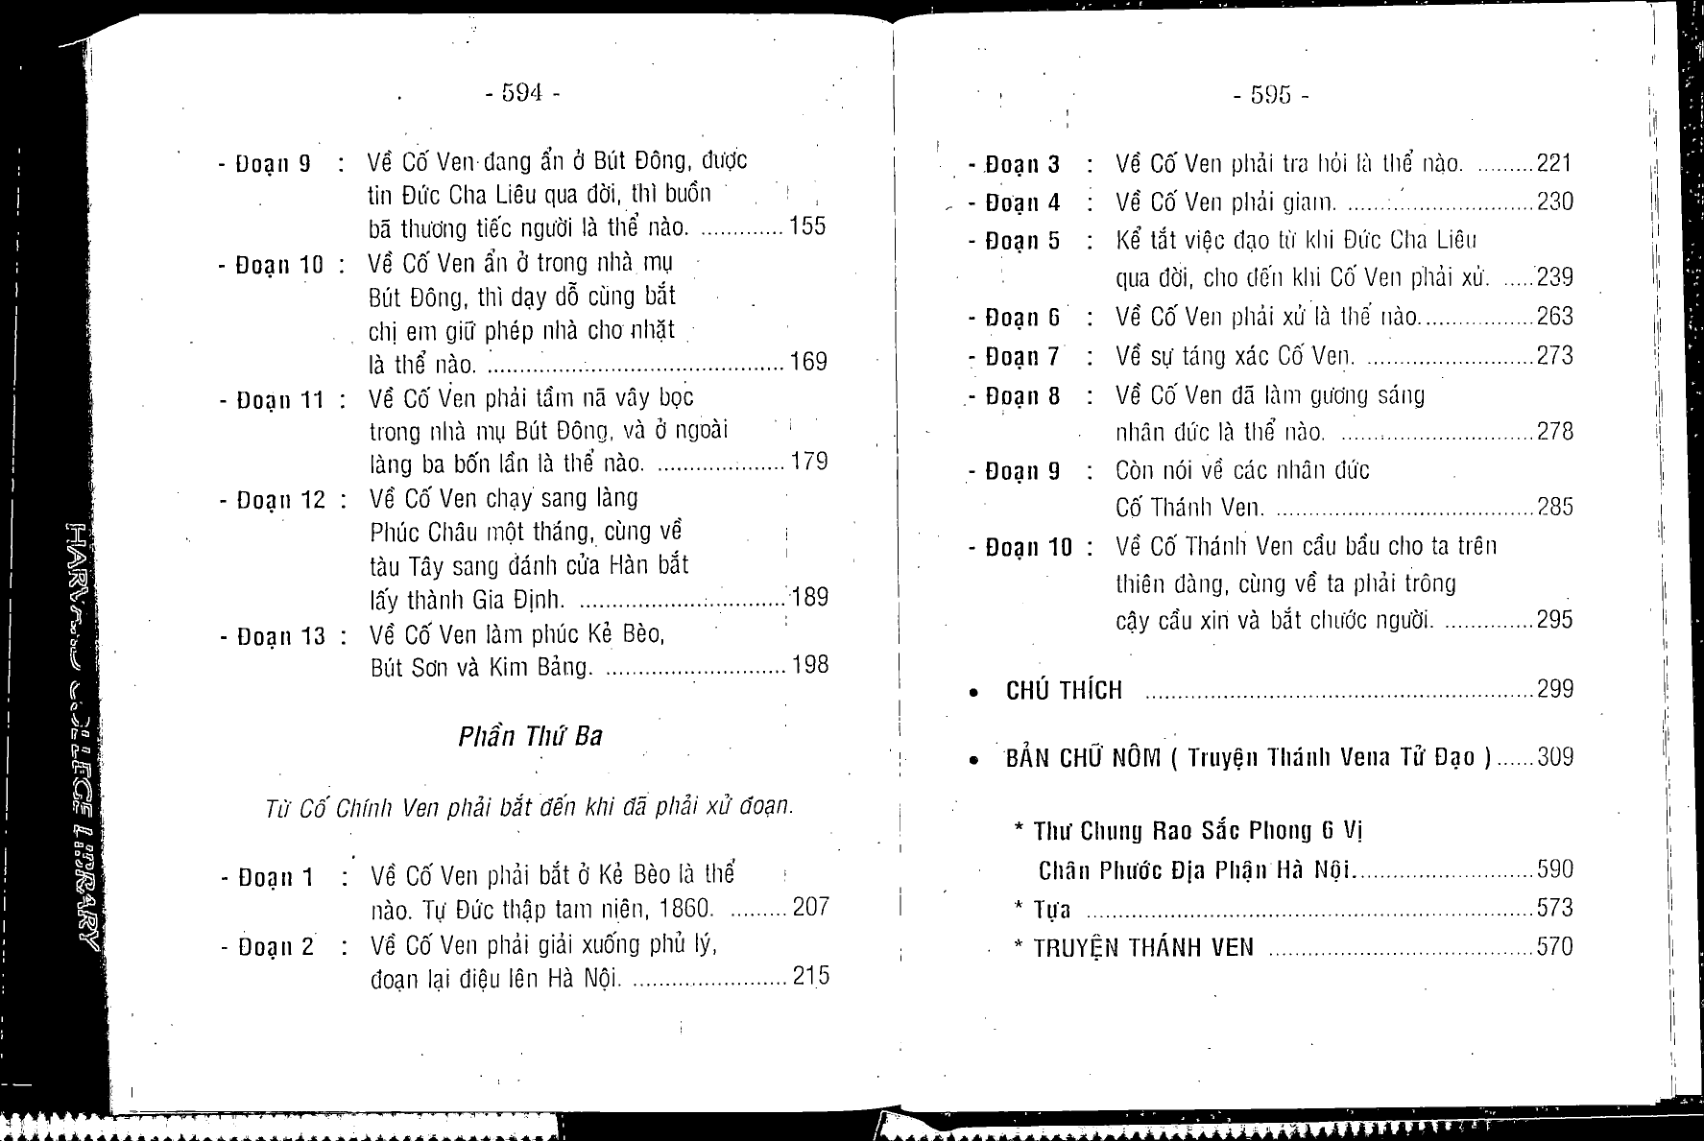 - 594 -
- Đoạn 9 : Về Cố Ven đang ẩn ở Bút Đông, được
tin Đức Cha Liêu qua đời, thì buồn
bã thương tiếc người là thể nào. ............. 155
- Đoạn 10 : Về Cố Ven ẩn ở trong nhà mụ
Bút Đông, thì dạy dỗ cùng bắt
chị em giữ phép nhà cho nhặt
là thể nào. ............................................. 169
- Đoạn 11 : Về Cố Ven phải tầm nã vây bọc
trong nhà mụ Bút Đông, và ở ngoài
làng ba bốn lần là thể nào. .................... 179
- Đoạn 12 : Về Cố Ven chạy sang làng
Phúc Châu một tháng, cùng về
tàu Tây sang đánh cửa Hàn bắt
lấy thành Gia Định. ................................ 189
- Đoạn 13 : Về Cố Ven làm phúc Kẻ Bèo,
Bút Sơn và Kim Bảng. ............................ 198
Phần Thứ Ba
Từ Cố Chính Ven phải bắt đến khi đã phải xử đoạn.
- Đoạn 1 : Về Cố Ven phải bắt ở Kẻ Bèo là thể
nào. Tự Đức thập tam niên, 1860. ......... 207
- Đoạn 2 : Về Cố Ven phải giải xuống phủ lý,
đoạn lại điệu lên Hà Nội. ........................ 215
- 595 -
- Đoạn 3 : Về Cố Ven phải tra hỏi là thể nào. .........221
- Đoạn 4 : Về Cố Ven phải giam. .............................230
- Đoạn 5 : Kể tắt việc đạo từ khi Đức Cha Liêu
qua đời, cho đến khi Cố Ven phải xử. .....239
- Đoạn 6 : Về Cố Ven phải xử là thể nào..................263
- Đoạn 7 : Về sự táng xác Cố Ven. ..........................273
- Đoạn 8 : Về Cố Ven đã làm gương sáng
nhân đức là thể nào. ..............................278
- Đoạn 9 : Còn nói về các nhân đức
Cố Thánh Ven. ........................................285
- Đoạn 10 : Về Cố Thánh Ven cầu bầu cho ta trên
thiên đàng, cùng về ta phải trông
cậy cầu xin và bắt chước người. ..............295
• CHÚ THÍCH .............................................................299
• BẢN CHỮ NÔM ( Truyện Thánh Vena Tử Đạo )......309
* Thư Chung Rao Sắc Phong 6 Vị
Chân Phước Địa Phận Hà Nội............................590
* Tựa ......................................................................573
* TRUYỆN THÁNH VEN .........................................570
HARVARD COLLEGE LIBRARY